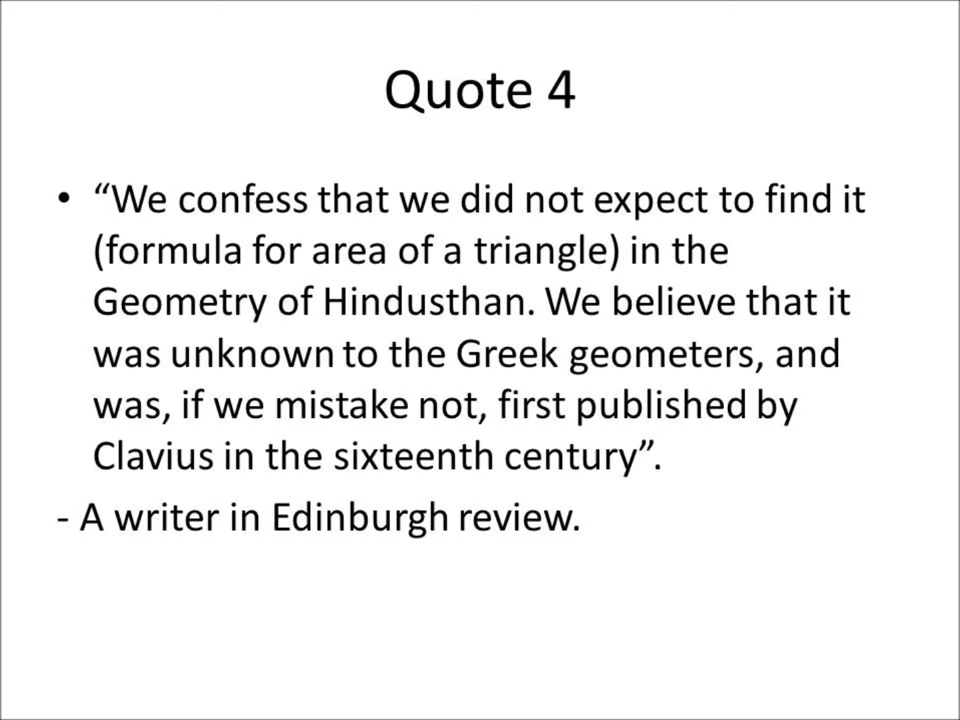 Quote 4
• “We confess that we did not expect to find it
(formula for area of a triangle) in the
Geometry of Hindusthan. We believe that it
was unknown to the Greek geometers, and
was, if we mistake not, first published by
Clavius in the sixteenth century”.
- A writer in Edinburgh review.